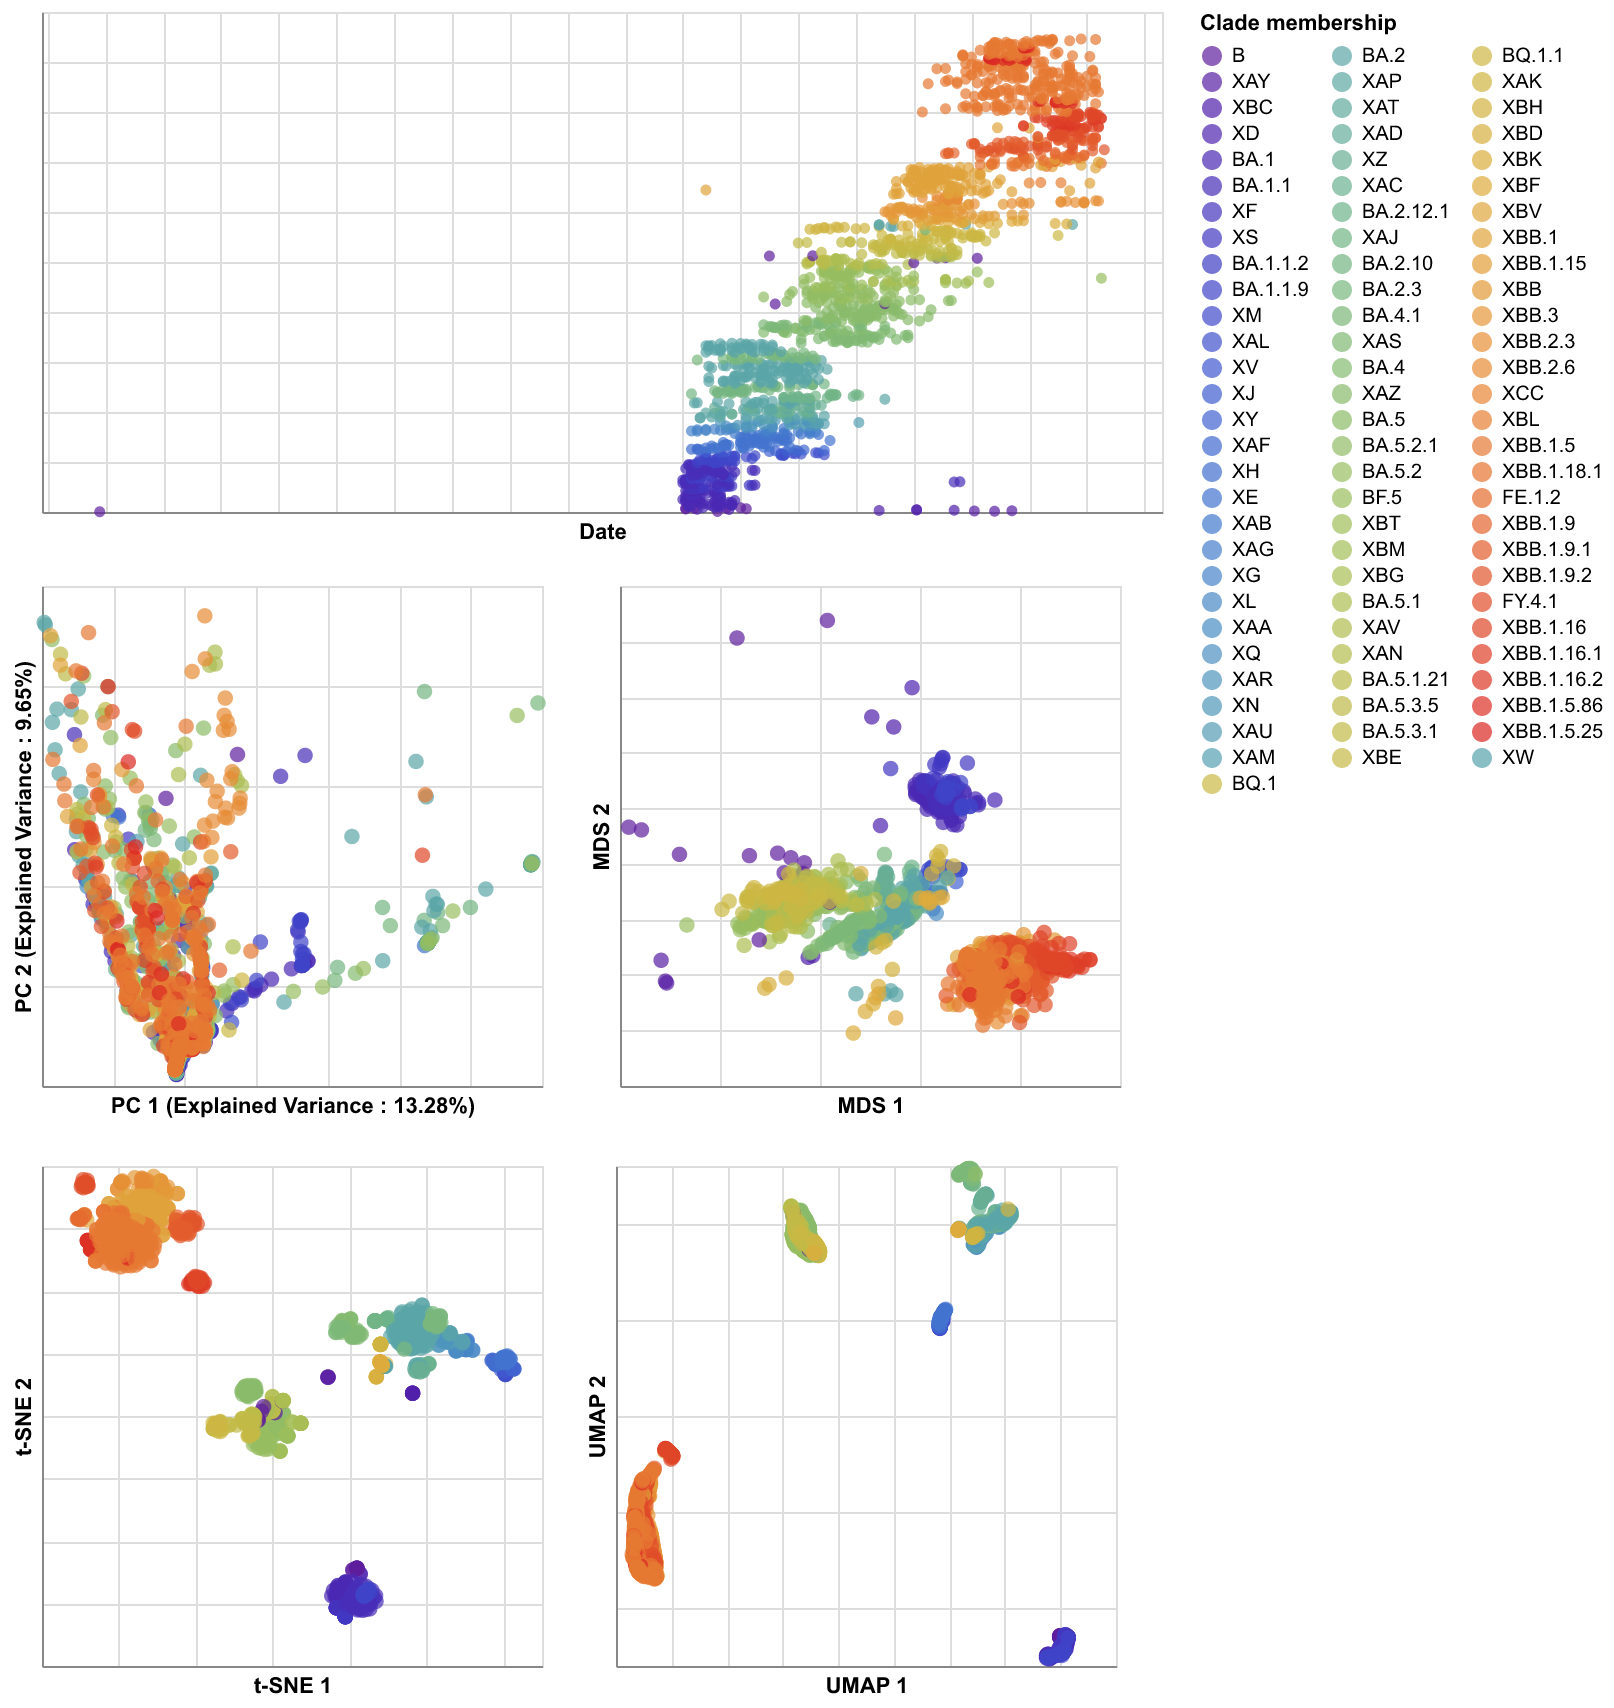 Clade membership
B
XAY
XBC
XD
BA.1
BA.1.1
XF
XS
BA.1.1.2
BA.1.1.9
XM
XAL
XV
XJ
XY
XAF
XH
XE
XAB
XAG
XG
XL
XAA
XQ
XAR
XN
XAU
XAM
BQ.1
BA.2
XAP
XAT
XAD
XZ
XAC
BA.2.12.1
XAJ
BA.2.10
BA.2.3
BA.4.1
XAS
BA.4
XAZ
BA.5
BA.5.2.1
BA.5.2
BF.5
XBT
XBM
XBG
BA.5.1
XAV
XAN
BA.5.1.21
BA.5.3.5
BA.5.3.1
XBE
BQ.1.1
XAK
XBH
XBD
XBK
XBF
XBV
XBB.1
XBB.1.15
XBB
XBB.3
XBB.2.3
XBB.2.6
XCC
XBL
XBB.1.5
XBB.1.18.1
FE.1.2
XBB.1.9
XBB.1.9.1
XBB.1.9.2
FY.4.1
XBB.1.16
XBB.1.16.1
XBB.1.16.2
XBB.1.5.86
XBB.1.5.25
XW
Date
PC 2 (Explained Variance : 9.65%)
PC 1 (Explained Variance : 13.28%)
MDS 2
MDS 1
t-SNE 2
t-SNE 1
UMAP 2
UMAP 1